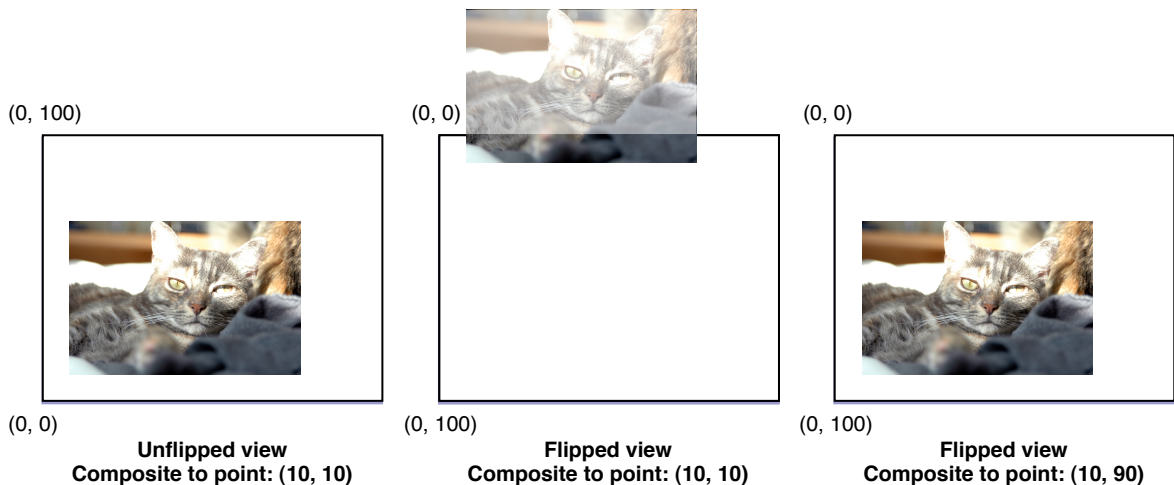 (0, 100)
(0, 0)
Unflipped view
Composite to point: (10, 10)
(0, 0)
(0, 100)
Flipped view
Composite to point: (10, 10)
(0, 0)
(0, 100)
Flipped view
Composite to point: (10, 90)